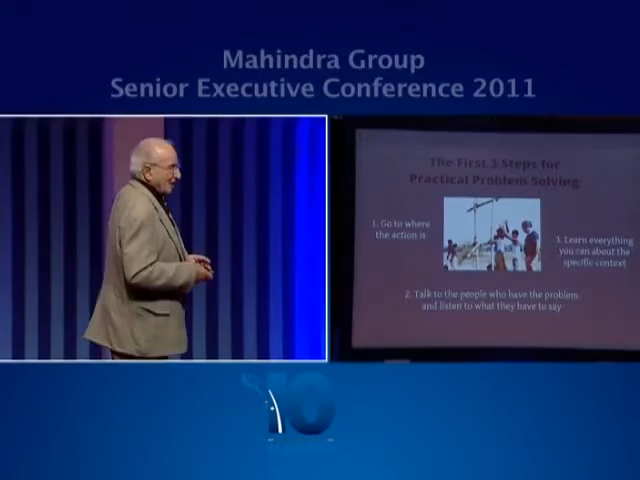 Mahindra Group
Senior Executive Conference 2011
The First 3 Steps for
Practical Problem Solving
1. Go to where
the action is
3. Learn everything
you can about the
specific context
2. Talk to the people who have the problem
and listen to what they have to say
10